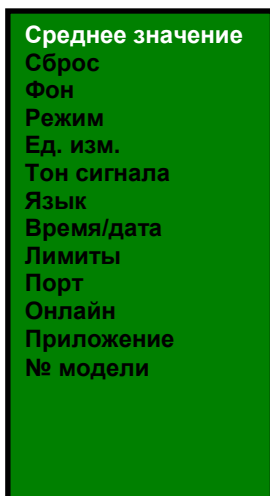 Среднее значение
Сброс
Фон
Режим
Ед. изм.
Тон сигнала
Язык
Время/дата
Лимиты
Порт
Онлайн
Приложение
№ модели